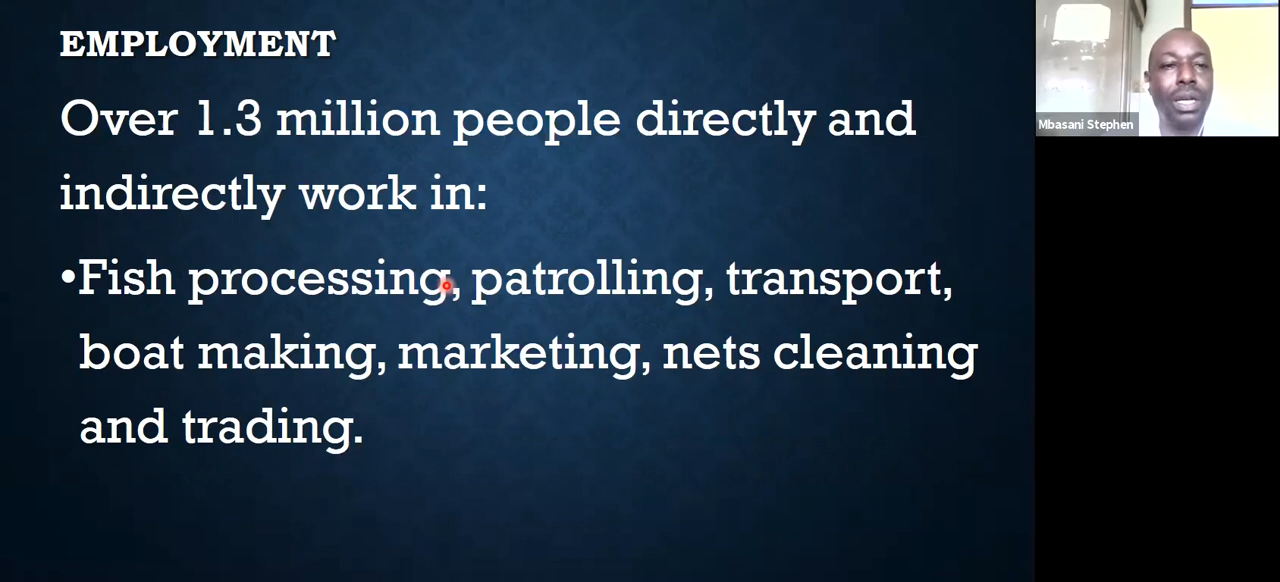 EMPLOYMENT
Over 1.3 million people directly and
indirectly work in:
•Fish processing, patrolling, transport,
boat making, marketing, nets cleaning
and trading.
Mbasani Stephen